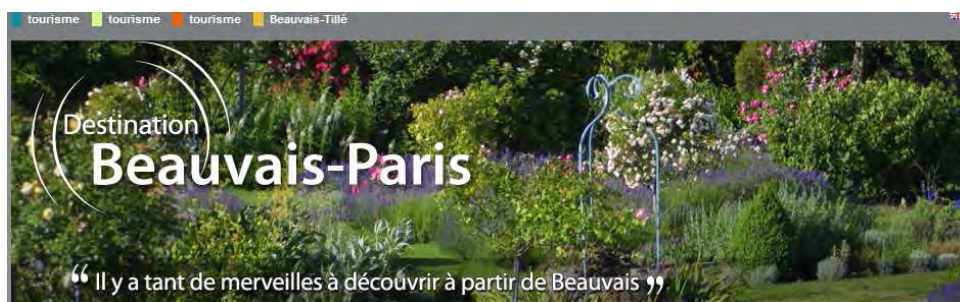 tourisme tourisme tourisme Beauvais-Tillé
Destination
Beauvais-Paris
“ Il y a tant de merveilles à découvrir à partir de Beauvais ”